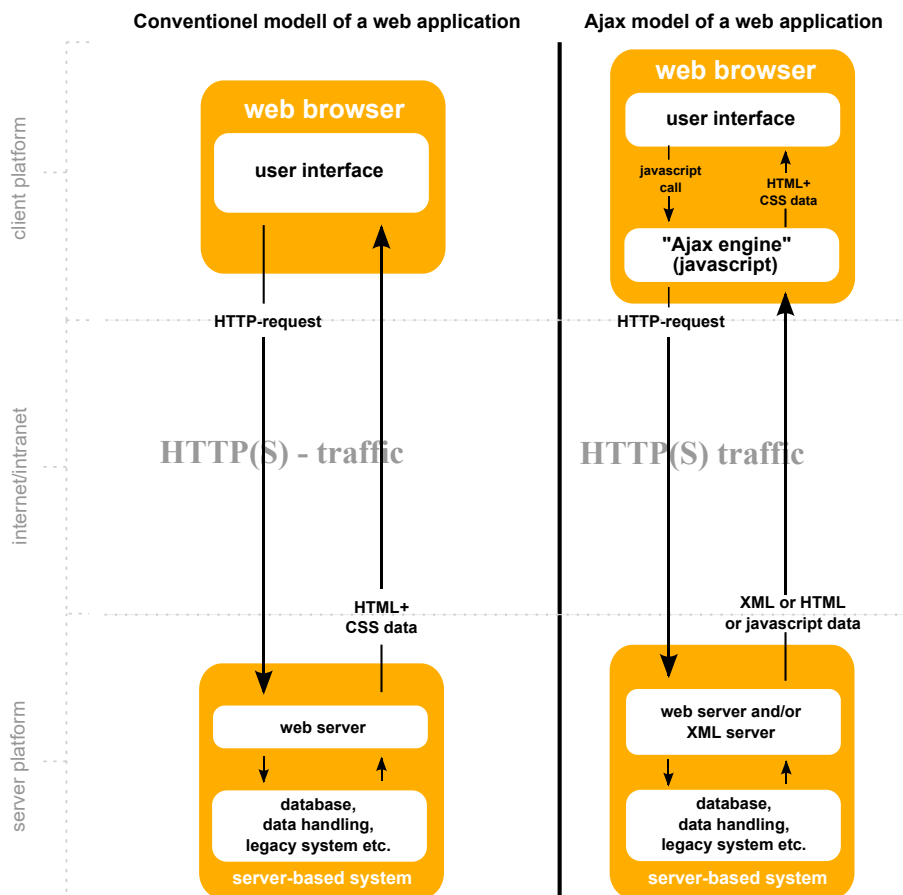 Conventionel modell of a web application
Ajax model of a web application
client platform
internet/intranet
server platform
web browser
user interface
HTTP-request
HTTP(S) - traffic
HTML+
CSS data
web server
database,
data handling,
legacy system etc.
server-based system
web browser
user interface
javascript
call
HTML+
CSS data
"Ajax engine"
(javascript)
HTTP-request
HTTP(S) traffic
XML or HTML
or javascript data
web server and/or
XML server
database,
data handling,
legacy system etc.
server-based system